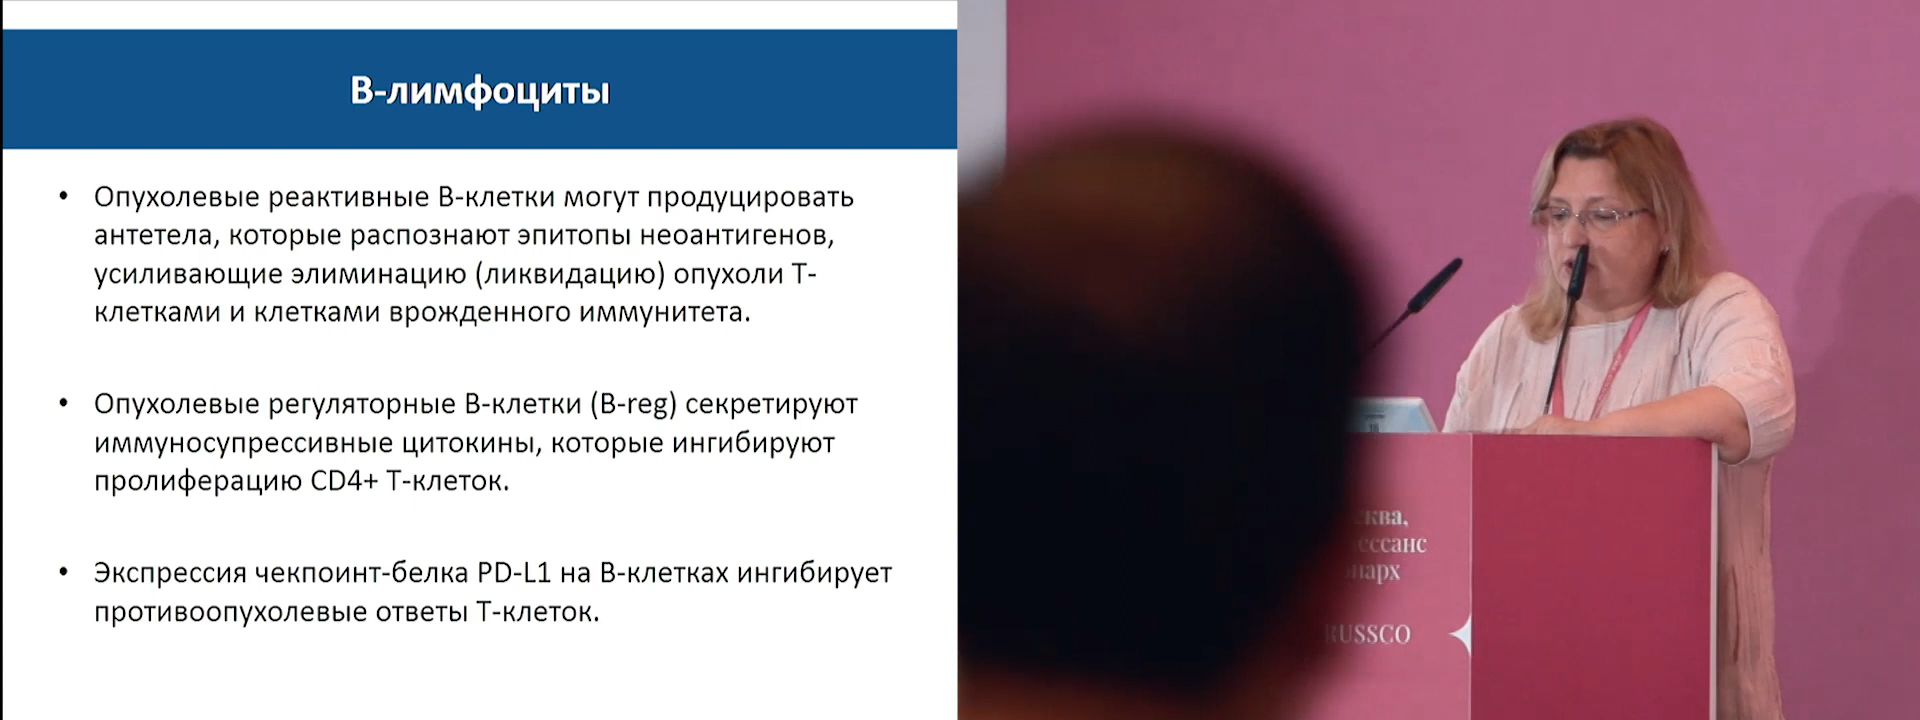 В-лимфоциты
• Опухолевые реактивные В-клетки могут продуцировать
антетела, которые распознают эпитопы неоантигенов,
усиливающие элиминацию (ликвидацию) опухоли Т-
клетками и клетками врожденного иммунитета.
• Опухолевые регуляторные В-клетки (B-reg) секретируют
иммуносупрессивные цитокины, которые ингибируют
пролиферацию CD4+ Т-клеток.
• Экспрессия чекпоинт-белка PD-L1 на В-клетках ингибирует
противоопухолевые ответы Т-клеток.
RUSSCO